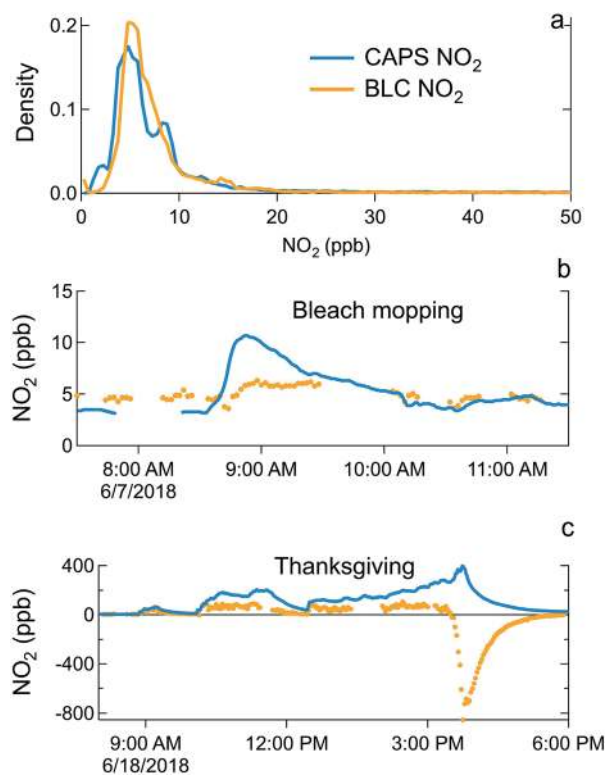 a
0.2
CAPS NO₂
BLC NO₂
Density
0.1
0.0
0 10 20 30 40 50
NO₂ (ppb)
b
15
Bleach mopping
NO₂ (ppb)
10
5
0
8:00 AM 9:00 AM 10:00 AM 11:00 AM
6/7/2018
c
400
Thanksgiving
NO₂ (ppb)
0
-400
-800
9:00 AM 12:00 PM 3:00 PM 6:00 PM
6/18/2018